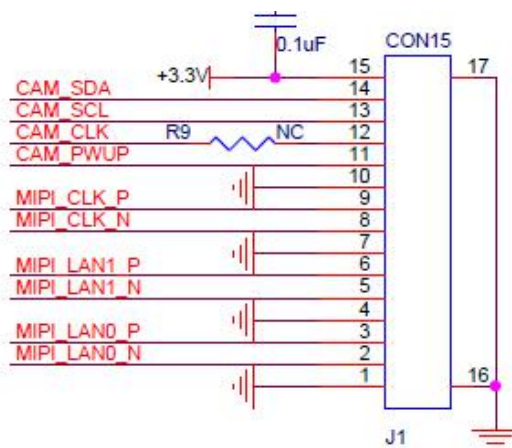 0.1uF CON15
+3.3V 15 17
CAM_SDA 14
CAM_SCL 13
CAM_CLK R9 NC 12
CAM_PWUP 11
10
MIPI_CLK_P 9
MIPI_CLK_N 8
7
MIPI_LAN1_P 6
MIPI_LAN1_N 5
4
MIPI_LAN0_P 3
MIPI_LAN0_N 2
1 16
J1